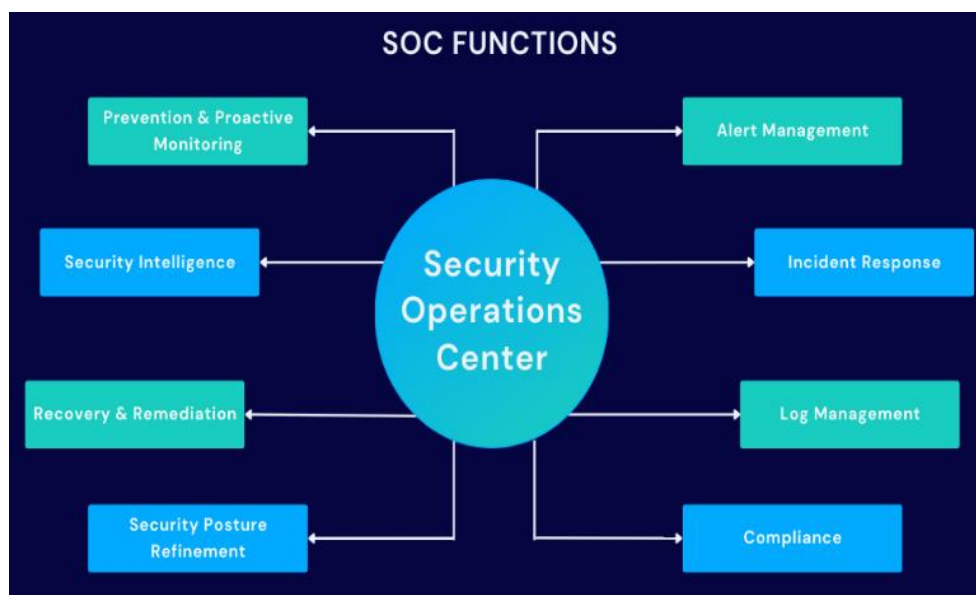 SOC FUNCTIONS
Prevention & Proactive
Monitoring
Alert Management
Security Intelligence
Security
Operations
Center
Incident Response
Recovery & Remediation
Log Management
Security Posture
Refinement
Compliance